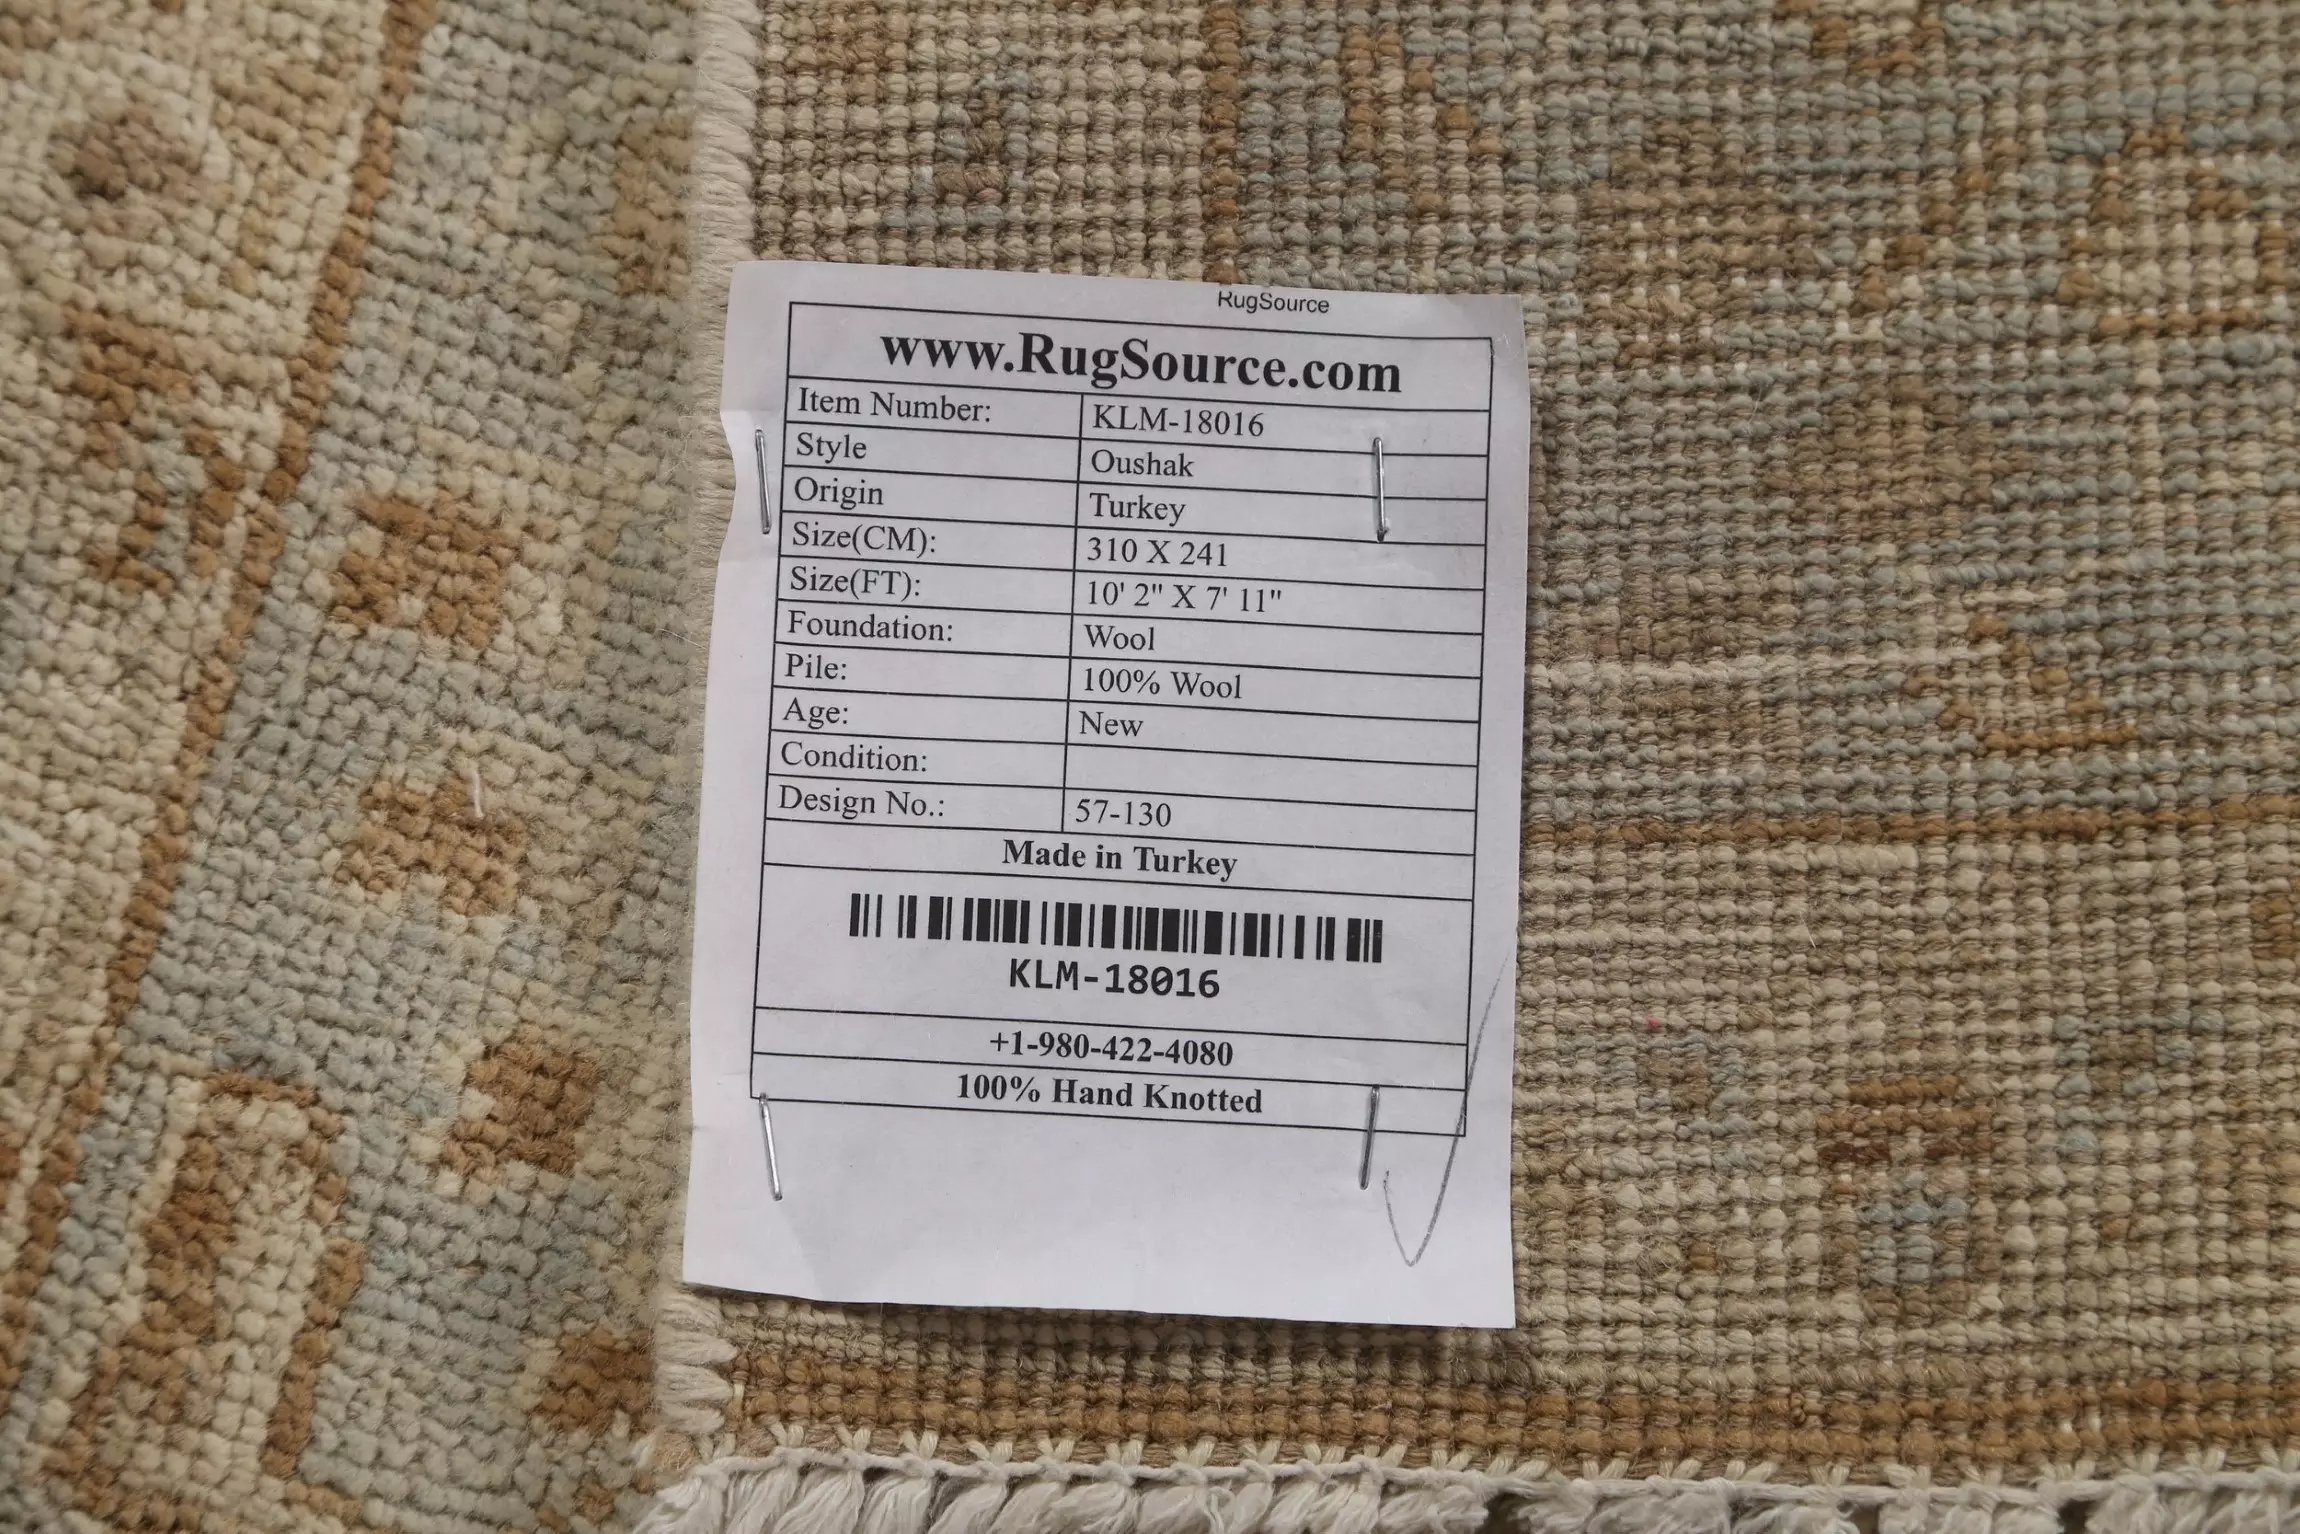 RugSource
www.RugSource.com
Item Number: KLM-18016
Style Oushak
Origin Turkey
Size(CM): 310 X 241
Size(FT): 10' 2" X 7' 11"
Foundation: Wool
Pile: 100% Wool
Age: New
Condition:
Design No.: 57-130
Made in Turkey
KLM-18016
+1-980-422-4080
100% Hand Knotted